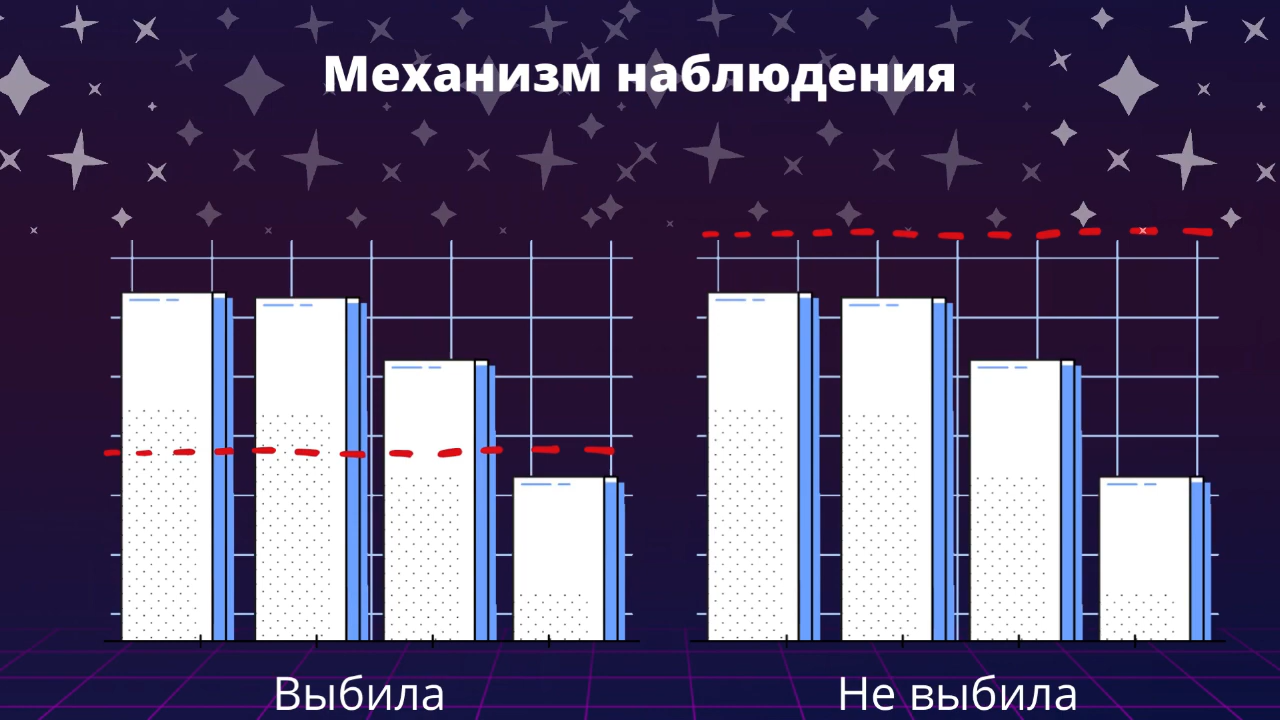 Механизм наблюдения
Выбила
Не выбила